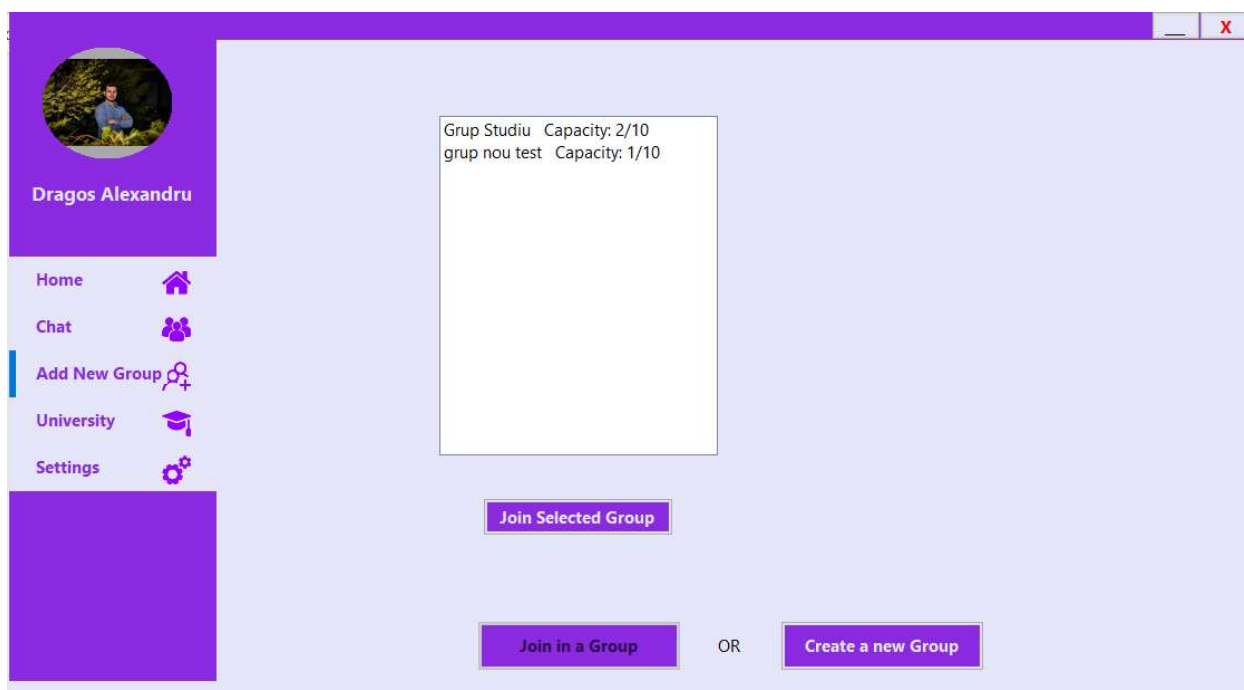 __ X
Dragos Alexandru
Home
Chat
Add New Group
University
Settings
Grup Studiu Capacity: 2/10
grup nou test Capacity: 1/10
Join Selected Group
Join in a Group OR Create a new Group